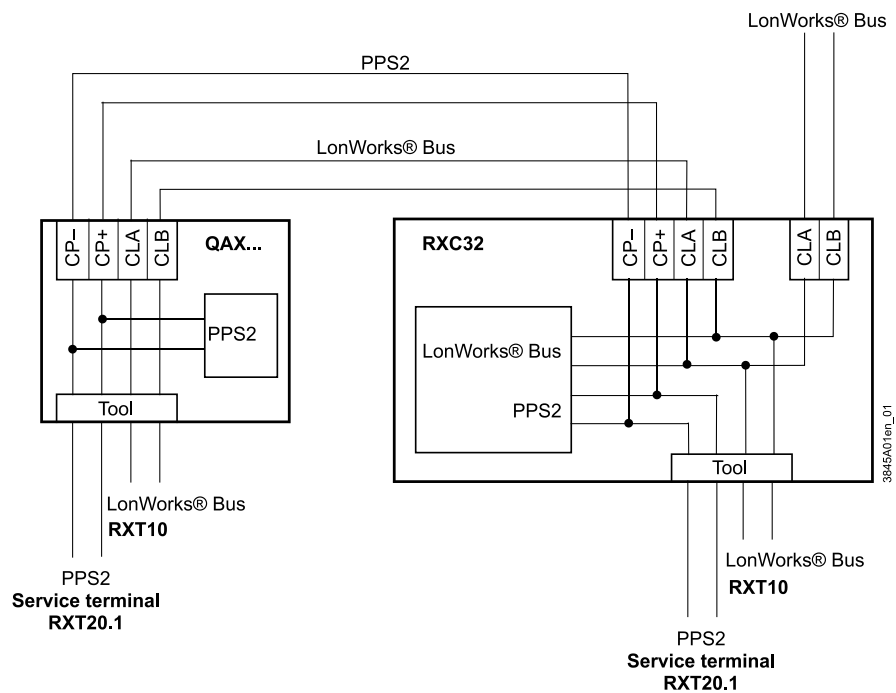 LonWorks® Bus
PPS2
LonWorks® Bus
CP–
CP+
CLA
CLB
QAX...
PPS2
Tool
LonWorks® Bus
RXT10
PPS2
Service terminal
RXT20.1
RXC32
CP–
CP+
CLA
CLB
CLA
CLB
LonWorks® Bus
PPS2
Tool
LonWorks® Bus
RXT10
PPS2
Service terminal
RXT20.1
3845A01en_01